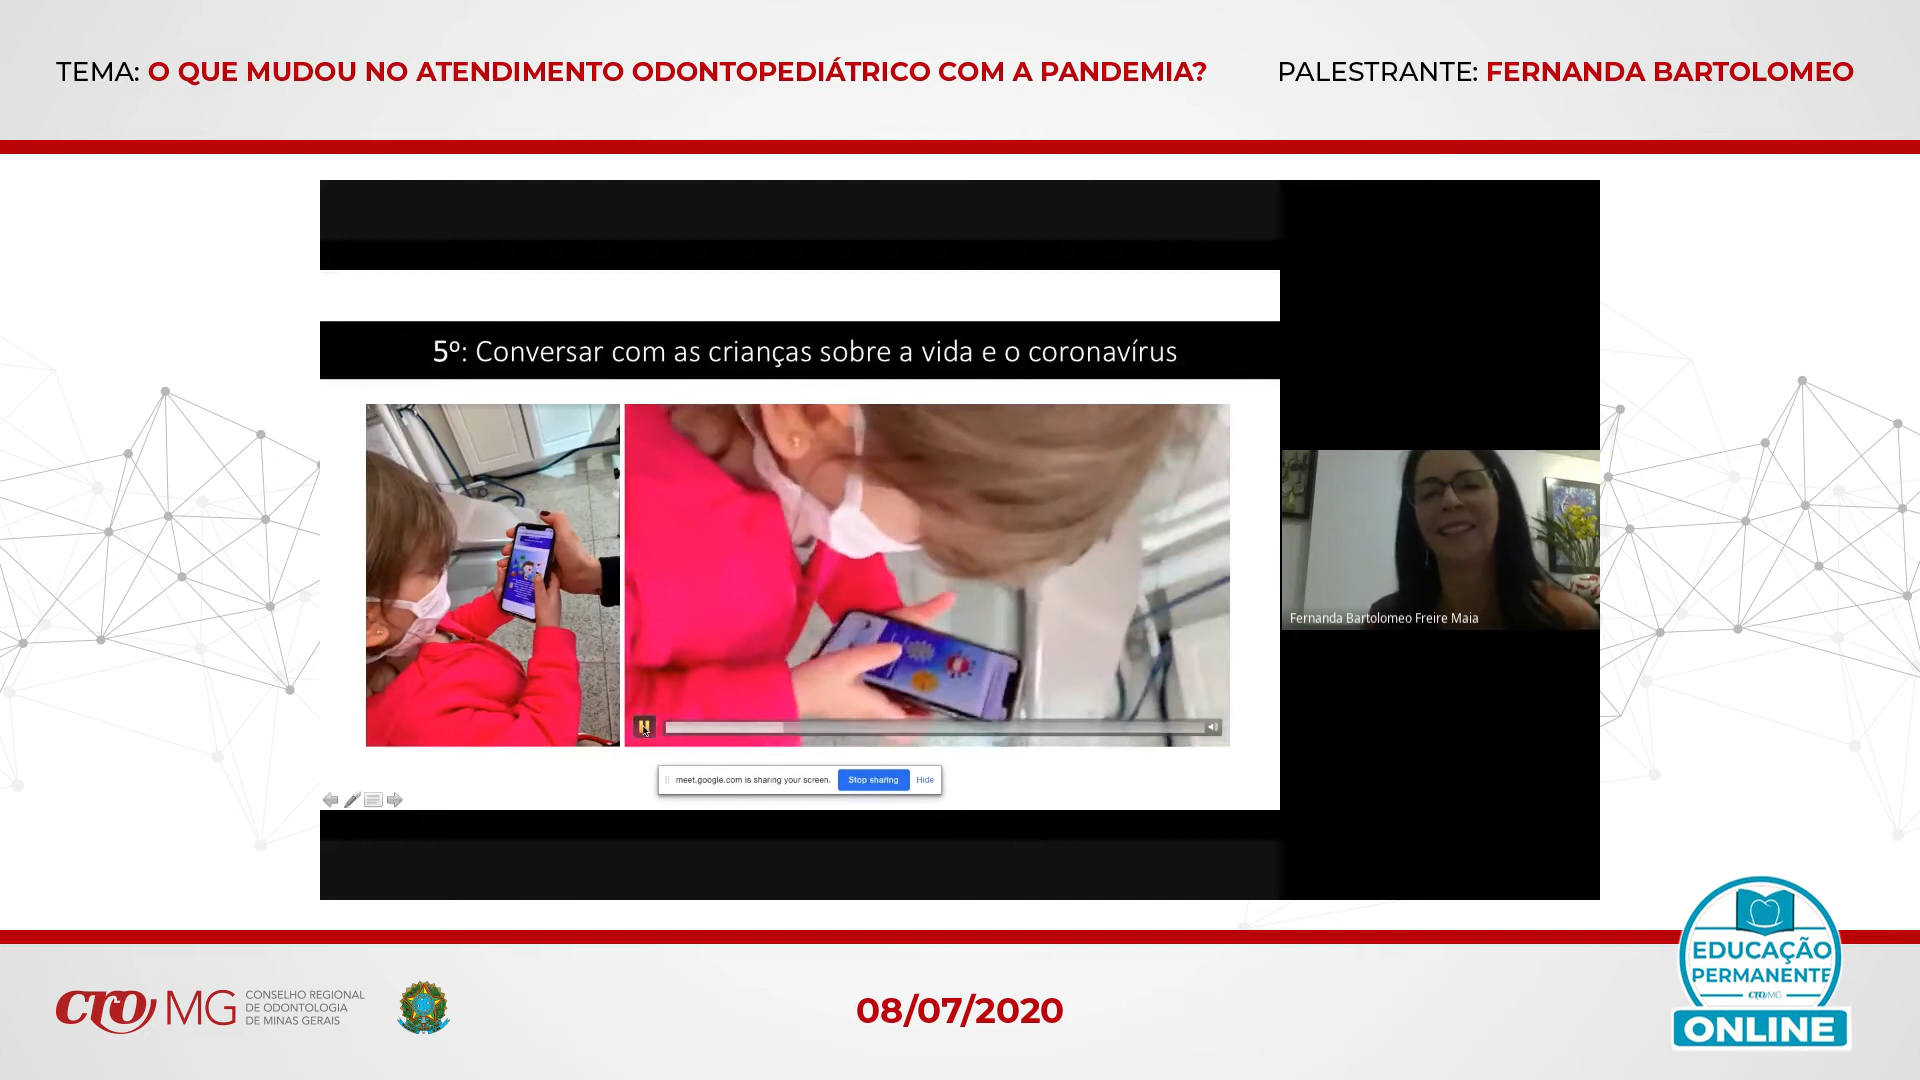 TEMA: O QUE MUDOU NO ATENDIMENTO ODONTOPEDIÁTRICO COM A PANDEMIA?
PALESTRANTE: FERNANDA BARTOLOMEO
5º: Conversar com as crianças sobre a vida e o coronavírus
Fernanda Bartolomeo Freire Maia
meet.google.com is sharing your screen.
Stop sharing
Hide
CRO MG
CONSELHO REGIONAL
DE ODONTOLOGIA
DE MINAS GERAIS
08/07/2020
EDUCAÇÃO
PERMANENTE
CRO MG
ONLINE